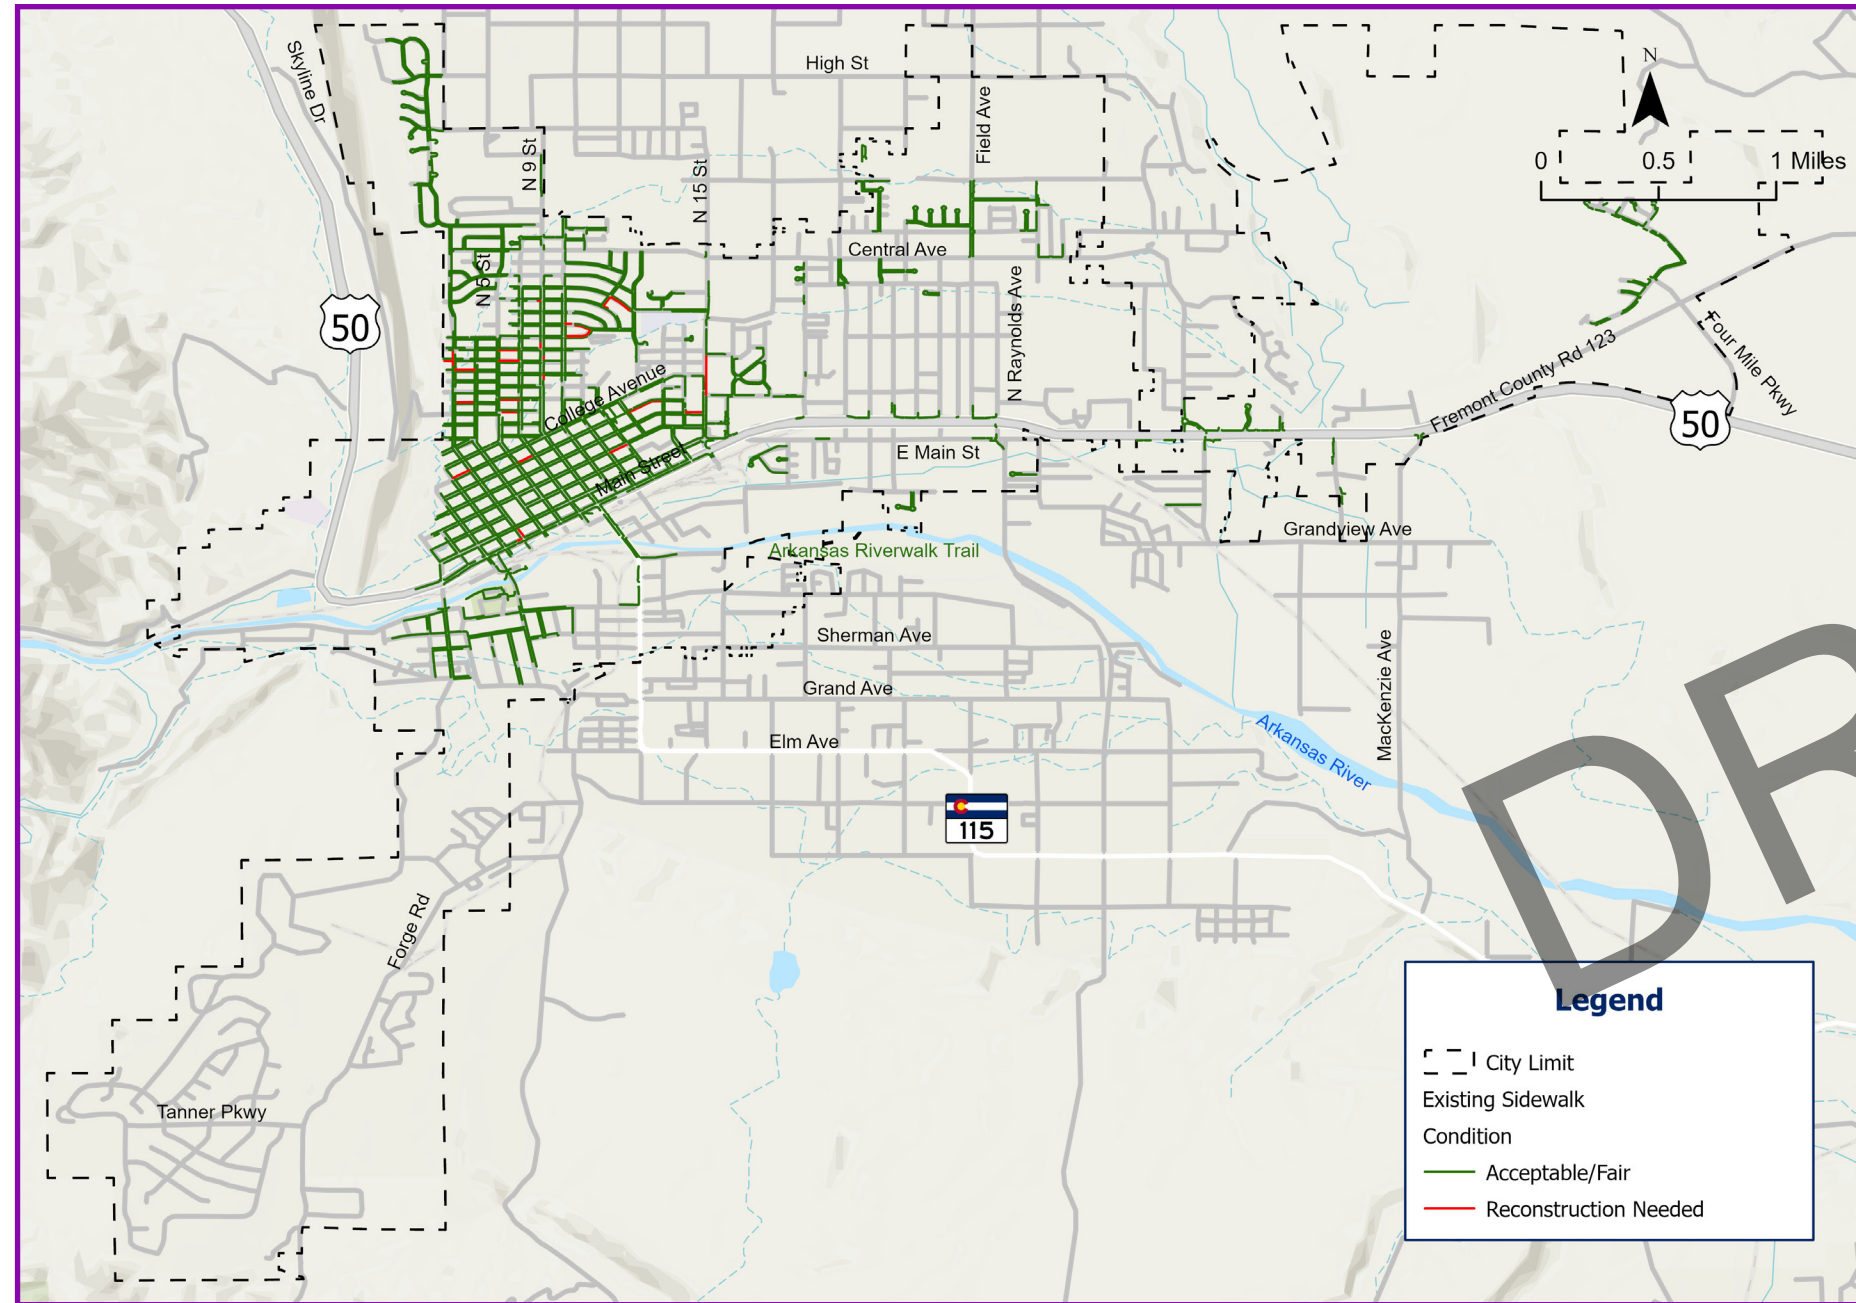 Skyline Dr
High St
N
0 0.5 1 Miles
N 9 St
Field Ave
N 15 St
Central Ave
N 5 St
N Raynolds Ave
50
College Avenue
Main Street
E Main St
Fremont County Rd 123
Four Mile Pkwy
50
Grandview Ave
Arkansas Riverwalk Trail
Sherman Ave
Grand Ave
Elm Ave
MacKenzie Ave
Arkansas River
115
Forge Rd
Tanner Pkwy
DR
Legend
City Limit
Existing Sidewalk
Condition
Acceptable/Fair
Reconstruction Needed